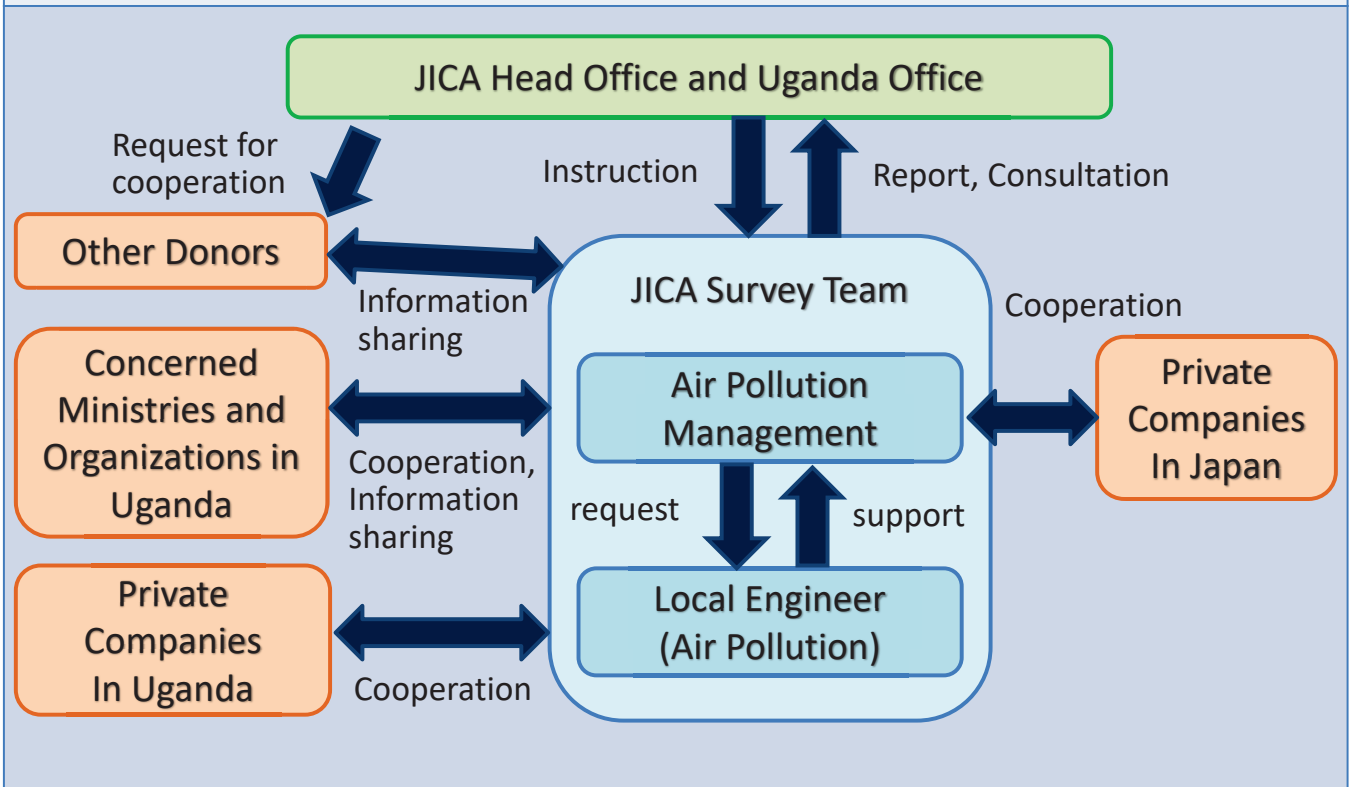 JICA Head Office and Uganda Office
Request for
cooperation
Instruction
Report, Consultation
Other Donors
Information
sharing
JICA Survey Team
Cooperation
Concerned
Ministries and
Organizations in
Uganda
Cooperation,
Information
sharing
Air Pollution
Management
Private
Companies
In Japan
request
support
Private
Companies
In Uganda
Cooperation
Local Engineer
(Air Pollution)